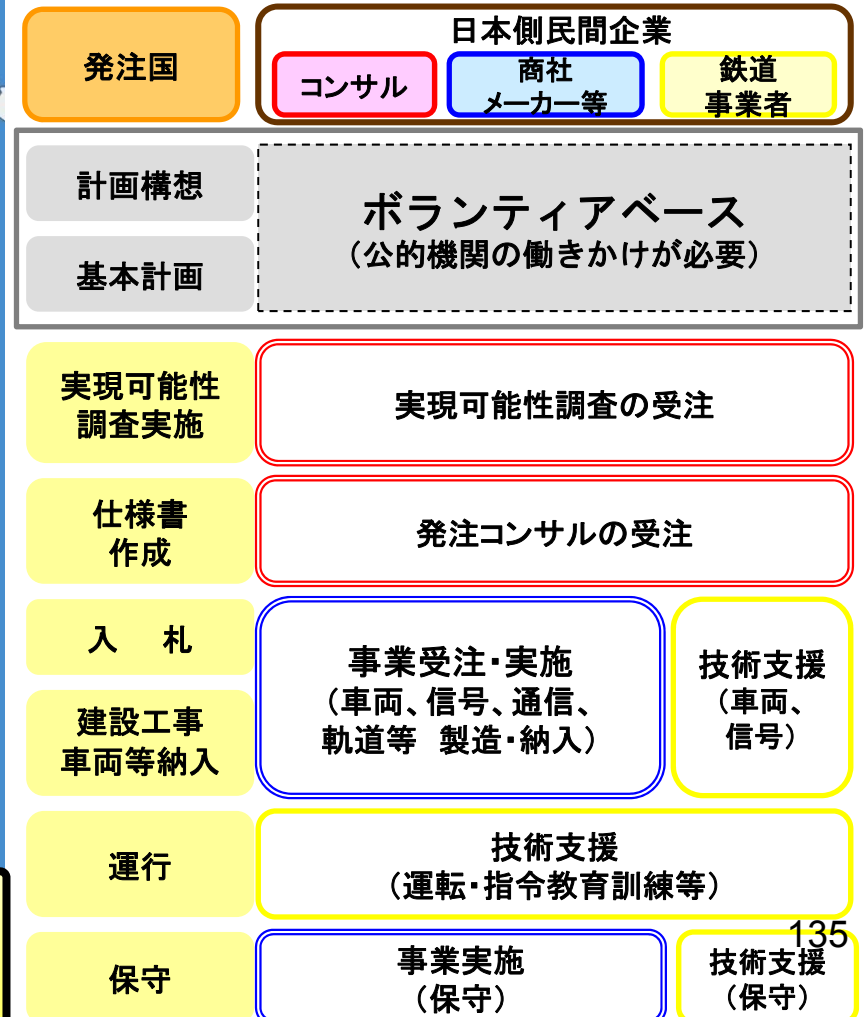 発注国
日本側民間企業
コンサル
商社
メーカー等
鉄道
事業者
計画構想
基本計画
ボランティアベース
（公的機関の働きかけが必要）
実現可能性
調査実施
実現可能性調査の受注
仕様書
作成
発注コンサルの受注
入　札
建設工事
車両等納入
事業受注・実施
（車両、信号、通信、
軌道等　製造・納入）
技術支援
（車両、
信号）
運行
技術支援
（運転・指令教育訓練等）
保守
事業実施
（保守）
135
技術支援
（保守）